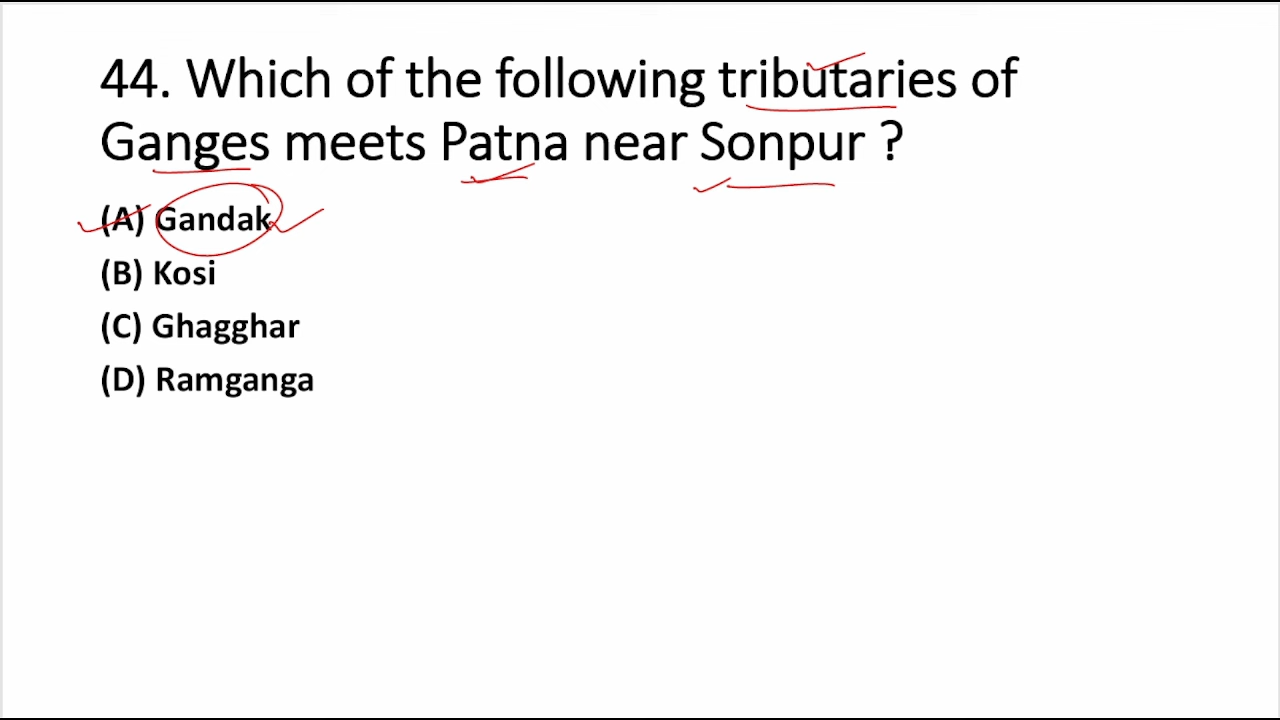 44. Which of the following tributaries of
Ganges meets Patna near Sonpur ?
(A) Gandak
(B) Kosi
(C) Ghagghar
(D) Ramganga